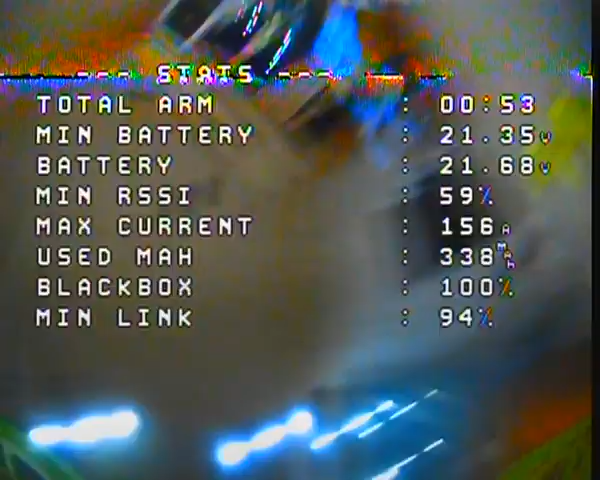 --- STATS ---
TOTAL ARM : 00:53
MIN BATTERY : 21.35V
BATTERY : 21.68V
MIN RSSI : 59%
MAX CURRENT : 156A
USED MAH : 338mAh
BLACKBOX : 100%
MIN LINK : 94%